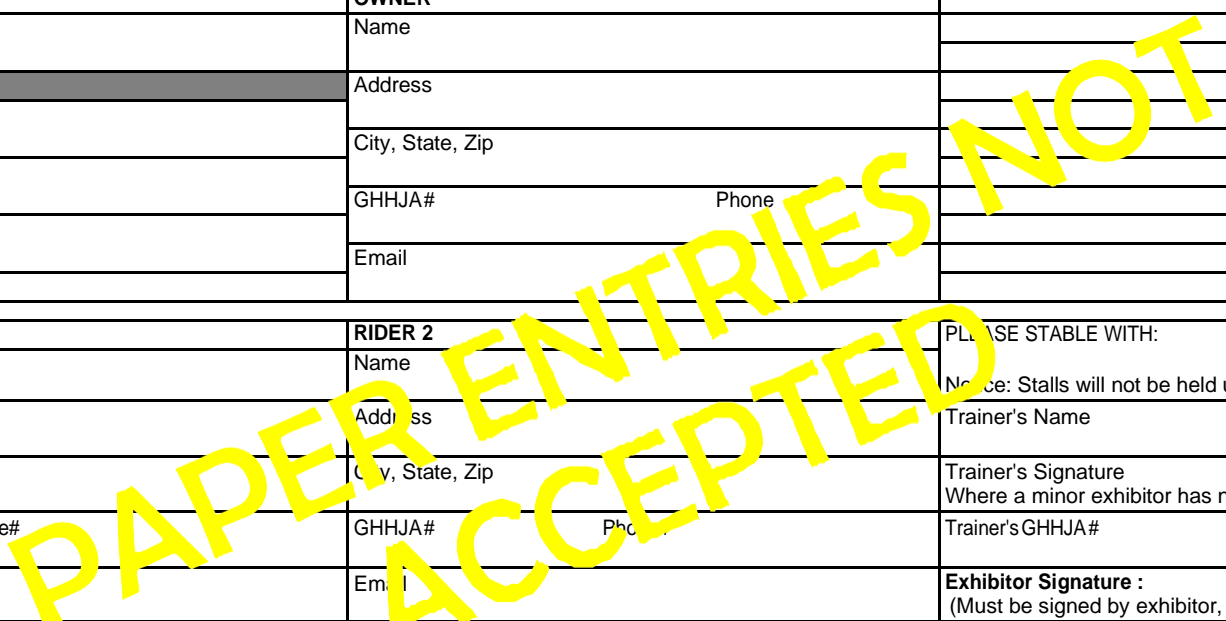 OWNER
Name
Address
City, State, Zip
GHHJA# Phone
Email
RIDER 2
Name
Address
City, State, Zip
GHHJA# Phone
Email
PLEASE STABLE WITH:
Notice: Stalls will not be held
Trainer's Name
Trainer's Signature
Where a minor exhibitor has
Trainer's GHHJA#
Exhibitor Signature :
(Must be signed by exhibitor,
e#
PAPER ENTRIES NOT
ACCEPTED